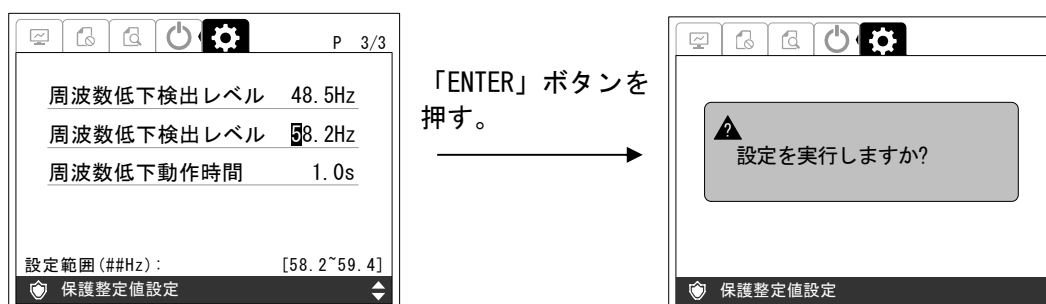 P 3/3
周波数低下検出レベル 48.5Hz
周波数低下検出レベル 58.2Hz
周波数低下動作時間 1.0s
設定範囲(##Hz): [58.2~59.4]
保護整定値設定
「ENTER」ボタンを
押す。
?
設定を実行しますか?
保護整定値設定